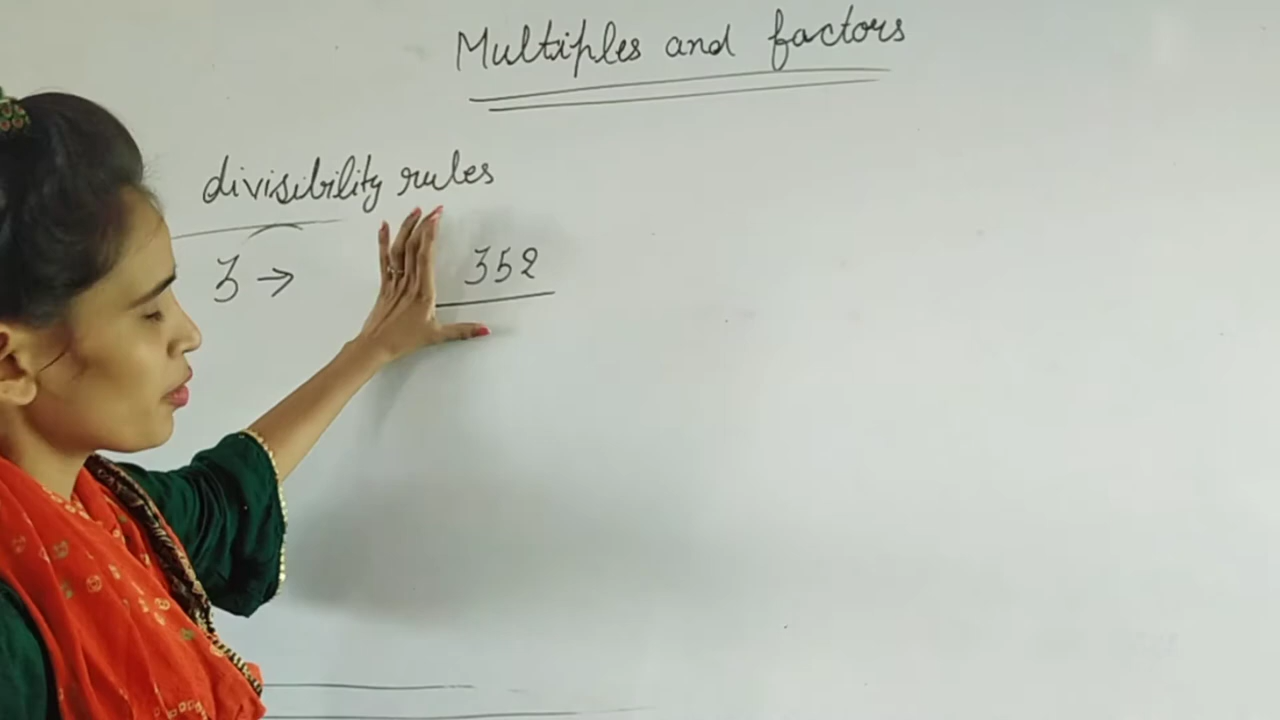 Multiples and factors
divisibility rules
3 → 352